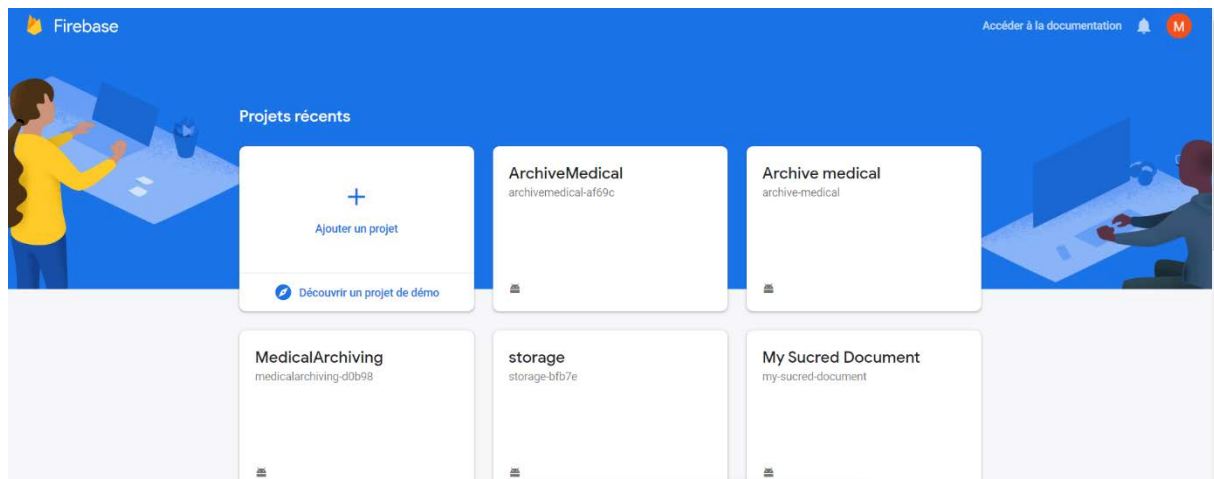 Firebase
Accéder à la documentation
M
Projets récents
Ajouter un projet
Découvrir un projet de démo
ArchiveMedical
archivemedical-af69c
Archive medical
archive-medical
MedicalArchiving
medicalarchiving-d0b98
storage
storage-bfb7e
My Sucred Document
my-sucred-document